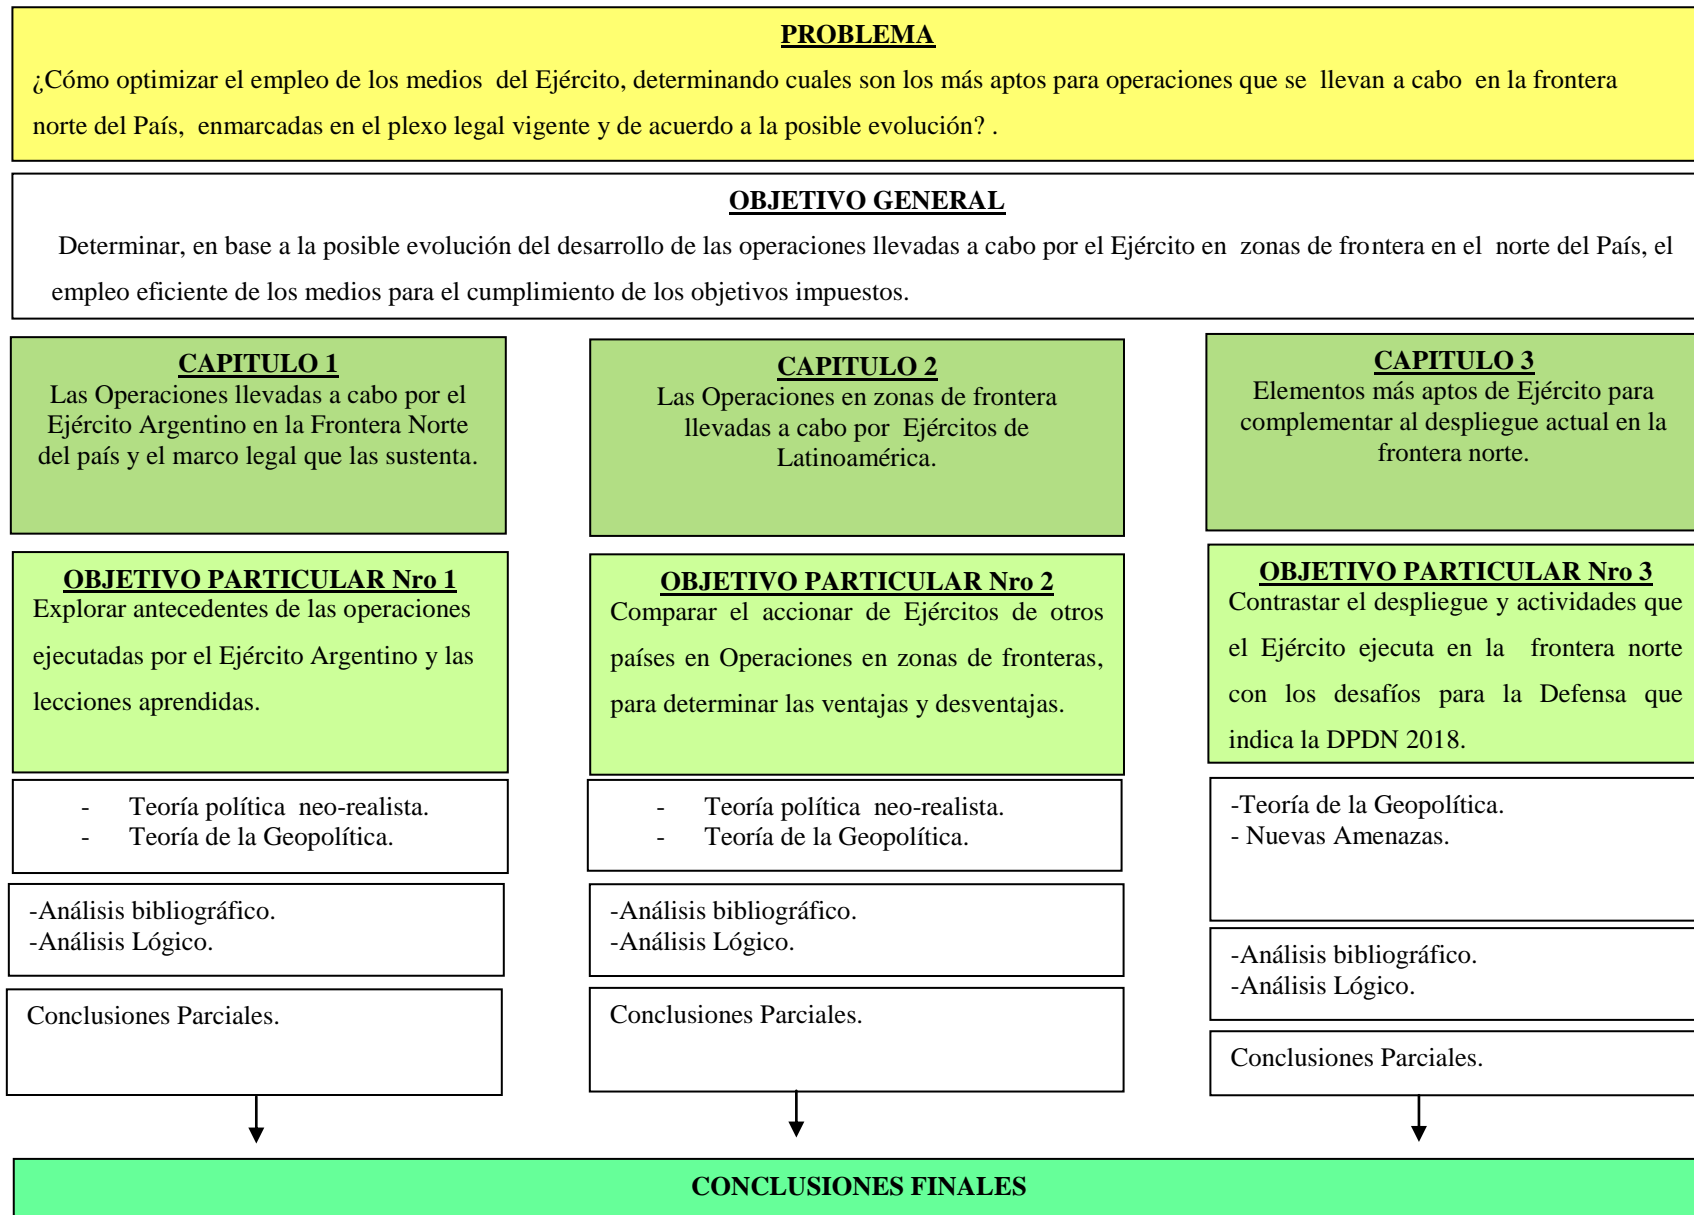 PROBLEMA
¿Cómo optimizar el empleo de los medios del Ejército, determinando cuales son los más aptos para operaciones que se llevan a cabo en la frontera
norte del País, enmarcadas en el plexo legal vigente y de acuerdo a la posible evolución? .
OBJETIVO GENERAL
Determinar, en base a la posible evolución del desarrollo de las operaciones llevadas a cabo por el Ejército en zonas de frontera en el norte del País, el
empleo eficiente de los medios para el cumplimiento de los objetivos impuestos.
CAPITULO 1
Las Operaciones llevadas a cabo por el
Ejército Argentino en la Frontera Norte
del país y el marco legal que las sustenta.
OBJETIVO PARTICULAR Nro 1
Explorar antecedentes de las operaciones
ejecutadas por el Ejército Argentino y las
lecciones aprendidas.
- Teoría política neo-realista.
- Teoría de la Geopolítica.
-Análisis bibliográfico.
-Análisis Lógico.
Conclusiones Parciales.
CAPITULO 2
Las Operaciones en zonas de frontera
llevadas a cabo por Ejércitos de
Latinoamérica.
OBJETIVO PARTICULAR Nro 2
Comparar el accionar de Ejércitos de otros
países en Operaciones en zonas de fronteras,
para determinar las ventajas y desventajas.
- Teoría política neo-realista.
- Teoría de la Geopolítica.
-Análisis bibliográfico.
-Análisis Lógico.
Conclusiones Parciales.
CAPITULO 3
Elementos más aptos de Ejército para
complementar al despliegue actual en la
frontera norte.
OBJETIVO PARTICULAR Nro 3
Contrastar el despliegue y actividades que
el Ejército ejecuta en la frontera norte
con los desafíos para la Defensa que
indica la DPDN 2018.
-Teoría de la Geopolítica.
- Nuevas Amenazas.
-Análisis bibliográfico.
-Análisis Lógico.
Conclusiones Parciales.
CONCLUSIONES FINALES